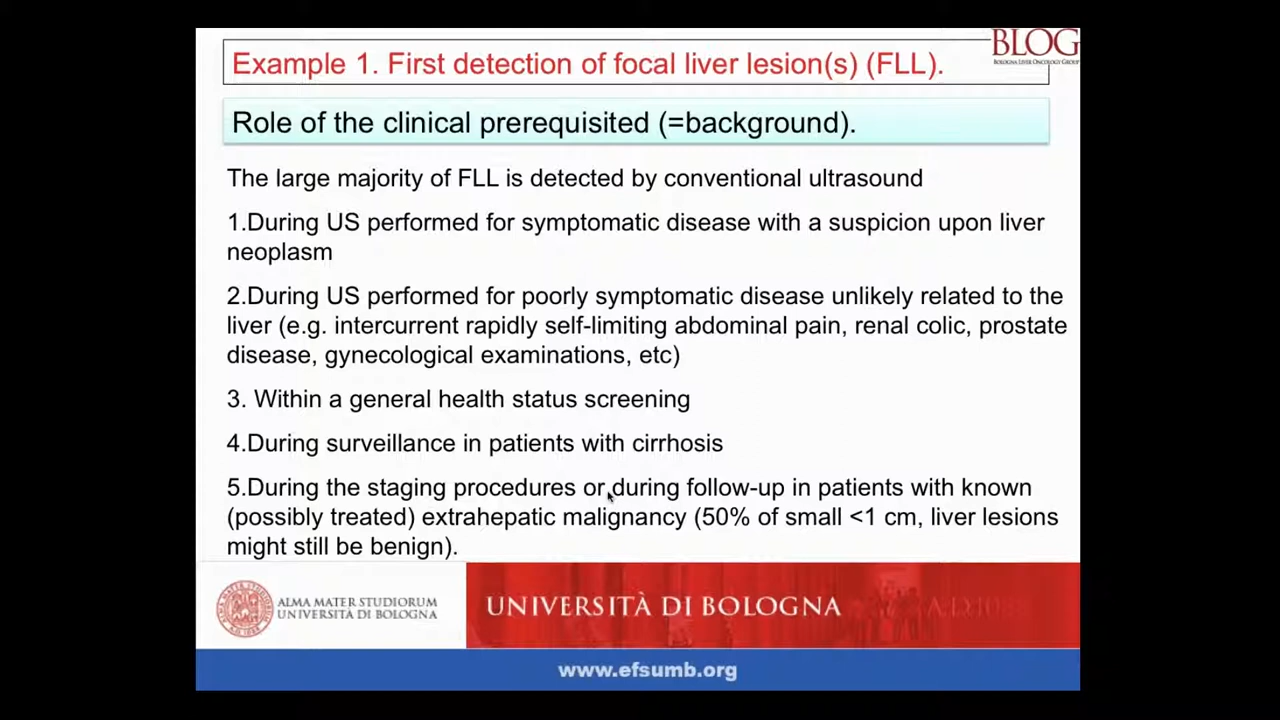 BLOG
BOLOGNA LIVER ONCOLOGY GROUP
Example 1. First detection of focal liver lesion(s) (FLL).
Role of the clinical prerequisited (=background).
The large majority of FLL is detected by conventional ultrasound
1.During US performed for symptomatic disease with a suspicion upon liver
neoplasm
2.During US performed for poorly symptomatic disease unlikely related to the
liver (e.g. intercurrent rapidly self-limiting abdominal pain, renal colic, prostate
disease, gynecological examinations, etc)
3. Within a general health status screening
4.During surveillance in patients with cirrhosis
5.During the staging procedures or during follow-up in patients with known
(possibly treated) extrahepatic malignancy (50% of small <1 cm, liver lesions
might still be benign).
ALMA MATER STUDIORUM
UNIVERSITÀ DI BOLOGNA
UNIVERSITÀ DI BOLOGNA
www.efsumb.org